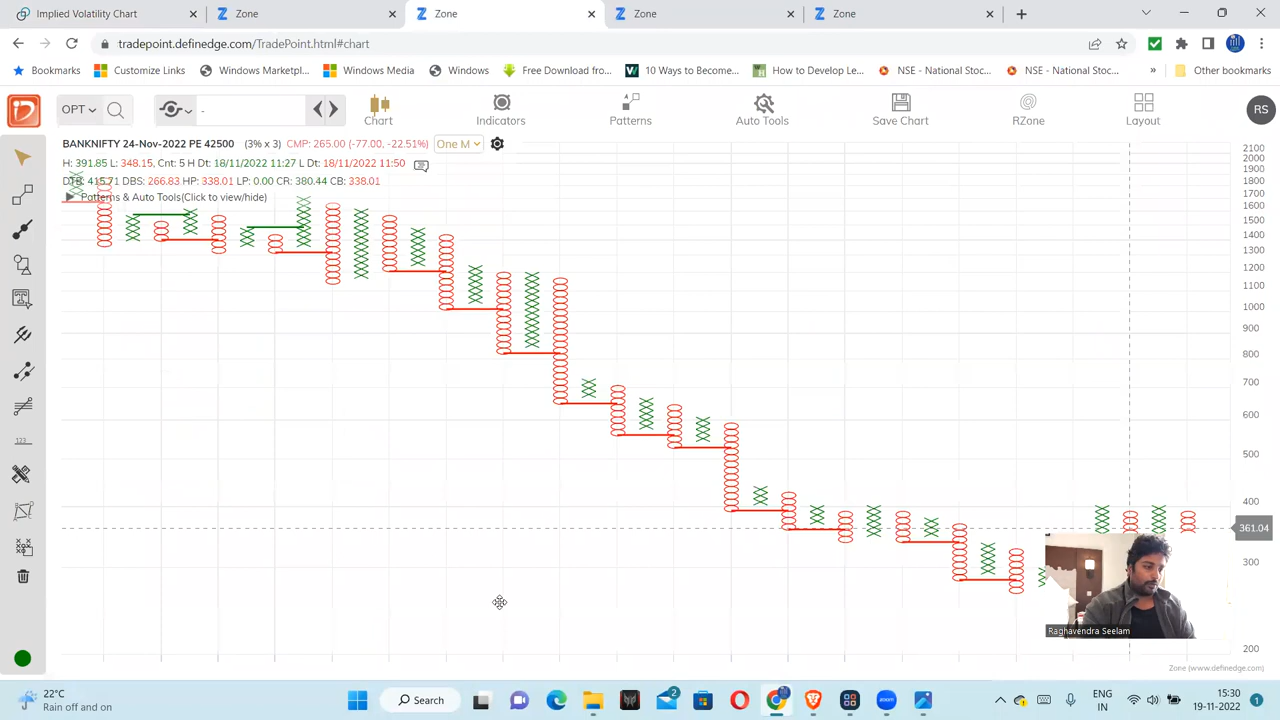 Implied Volatility Chart
Zone
Zone
Zone
Zone
tradepoint.definedge.com/TradePoint.html#chart
Bookmarks
Customize Links
Windows Marketpl...
Windows Media
Windows
Free Download from...
10 Ways to Become...
How to Develop Le...
NSE - National Stoc...
NSE - National Stoc...
Other bookmarks
OPT
-
Chart
Indicators
Patterns
Auto Tools
Save Chart
RZone
Layout
RS
BANKNIFTY 24-Nov-2022 PE 42500 (3% x 3) CMP: 265.00 (-77.00, -22.51%) One M
H: 391.85 L: 348.15, Cnt: 5 H Dt: 18/11/2022 11:27 L Dt: 18/11/2022 11:50
DTB: 415.71 DBS: 266.83 HP: 338.01 LP: 0.00 CR: 380.44 CB: 338.01
Patterns & Auto Tools(Click to view/hide)
2100
2000
1900
1800
1700
1600
1500
1400
1300
1200
1100
1000
900
800
700
600
500
400
361.04
300
200
123
Raghavendra Seelam
Zone (www.definedge.com)
22°C
Rain off and on
Search
2
zoom
ENG
IN
15:30
19-11-2022
1